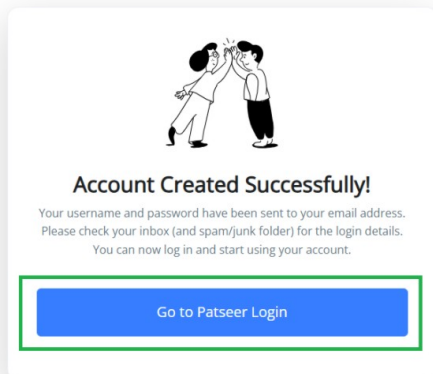 Account Created Successfully!
Your username and password have been sent to your email address.
Please check your inbox (and spam/junk folder) for the login details.
You can now log in and start using your account.
Go to Patseer Login